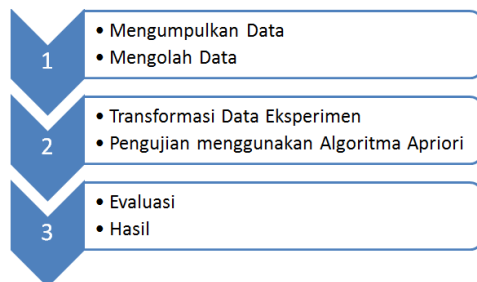 1
• Mengumpulkan Data
• Mengolah Data
2
• Transformasi Data Eksperimen
• Pengujian menggunakan Algoritma Apriori
3
• Evaluasi
• Hasil